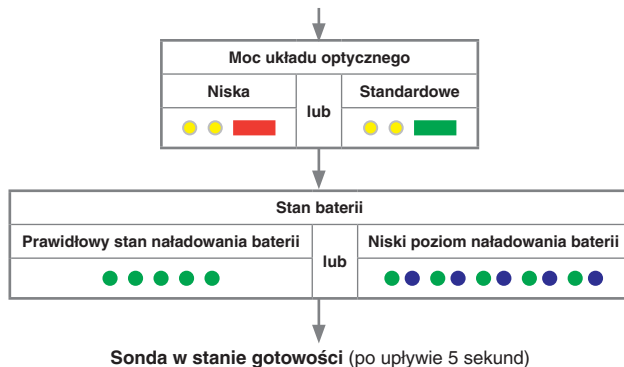 Moc układu optycznego
Niska
lub
Standardowe
Stan baterii
Prawidłowy stan naładowania baterii
lub
Niski poziom naładowania baterii
Sonda w stanie gotowości (po upływie 5 sekund)